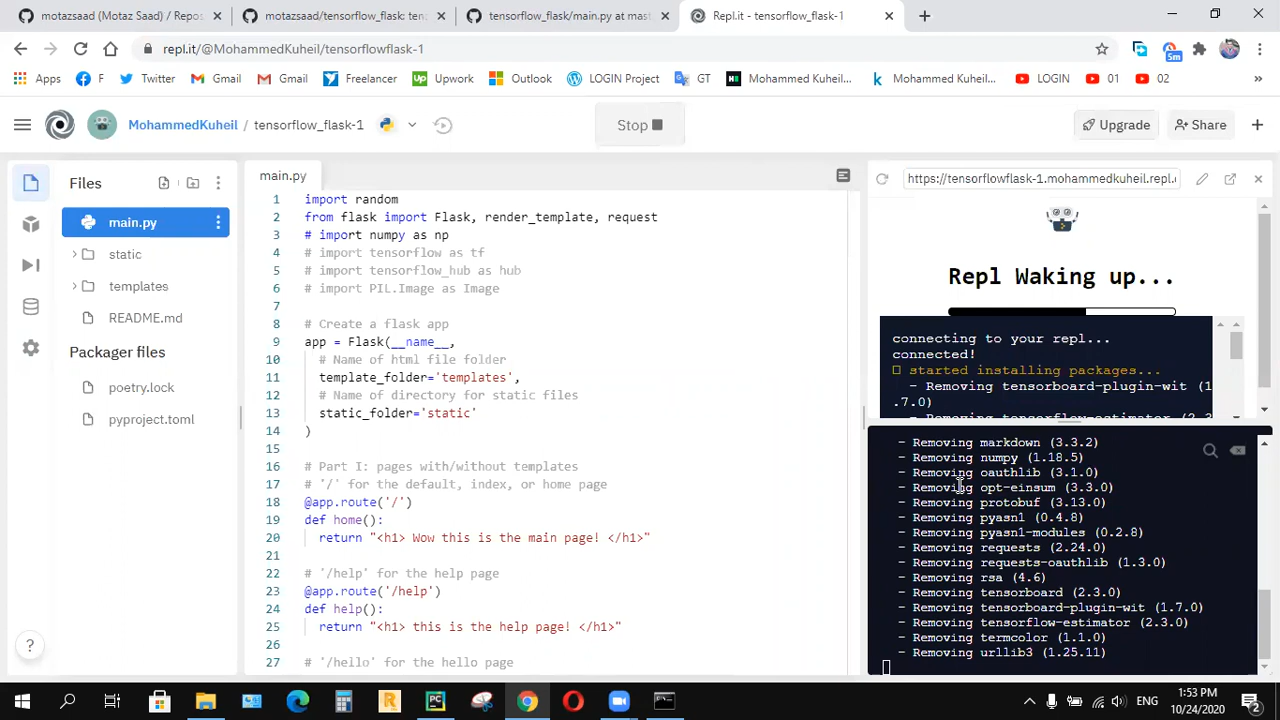 motazsaad (Motaz Saad) / Repos
motazsaad/tensorflow_flask: tens
tensorflow_flask/main.py at mast
Repl.it - tensorflow_flask-1
repl.it/@MohammedKuheil/tensorflowflask-1
5m
Apps
F
Twitter
Gmail
Gmail
Freelancer
Up
Upwork
Outlook
LOGIN Project
GT
Mohammed Kuheil...
k
Mohammed Kuheil...
LOGIN
01
02
»
MohammedKuheil / tensorflow_flask-1
Stop
Upgrade
Share
Files
main.py
static
templates
README.md
Packager files
poetry.lock
pyproject.toml
?
main.py
1 import random
2 from flask import Flask, render_template, request
3 # import numpy as np
4 # import tensorflow as tf
5 # import tensorflow_hub as hub
6 # import PIL.Image as Image
7
8 # Create a flask app
9 app = Flask(__name__,
10 # Name of html file folder
11 template_folder='templates',
12 # Name of directory for static files
13 static_folder='static'
14 )
15
16 # Part I: pages with/without templates
17 # '/' for the default, index, or home page
18 @app.route('/')
19 def home():
20 return "<h1> Wow this is the main page! </h1>"
21
22 # '/help' for the help page
23 @app.route('/help')
24 def help():
25 return "<h1> this is the help page! </h1>"
26
27 # '/hello' for the hello page
https://tensorflowflask-1.mohammedkuheil.repl.
Repl Waking up...
connecting to your repl...
connected!
started installing packages...
- Removing tensorboard-plugin-wit (1
.7.0)
- Removing tensorflow-estimator (2.3
- Removing markdown (3.3.2)
- Removing numpy (1.18.5)
- Removing oauthlib (3.1.0)
- Removing opt-einsum (3.3.0)
- Removing protobuf (3.13.0)
- Removing pyasn1 (0.4.8)
- Removing pyasn1-modules (0.2.8)
- Removing requests (2.24.0)
- Removing requests-oauthlib (1.3.0)
- Removing rsa (4.6)
- Removing tensorboard (2.3.0)
- Removing tensorboard-plugin-wit (1.7.0)
- Removing tensorflow-estimator (2.3.0)
- Removing termcolor (1.1.0)
- Removing urllib3 (1.25.11)
ENG
1:53 PM
10/24/2020
2